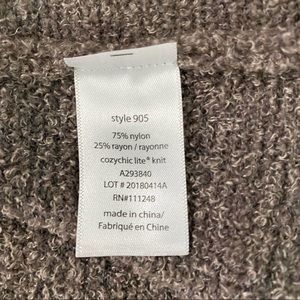 style 905
75% nylon
25% rayon / rayonne
cozychic lite® knit
A293840
LOT # 20180414A
RN#111248
made in china/
Fabriqué en Chine